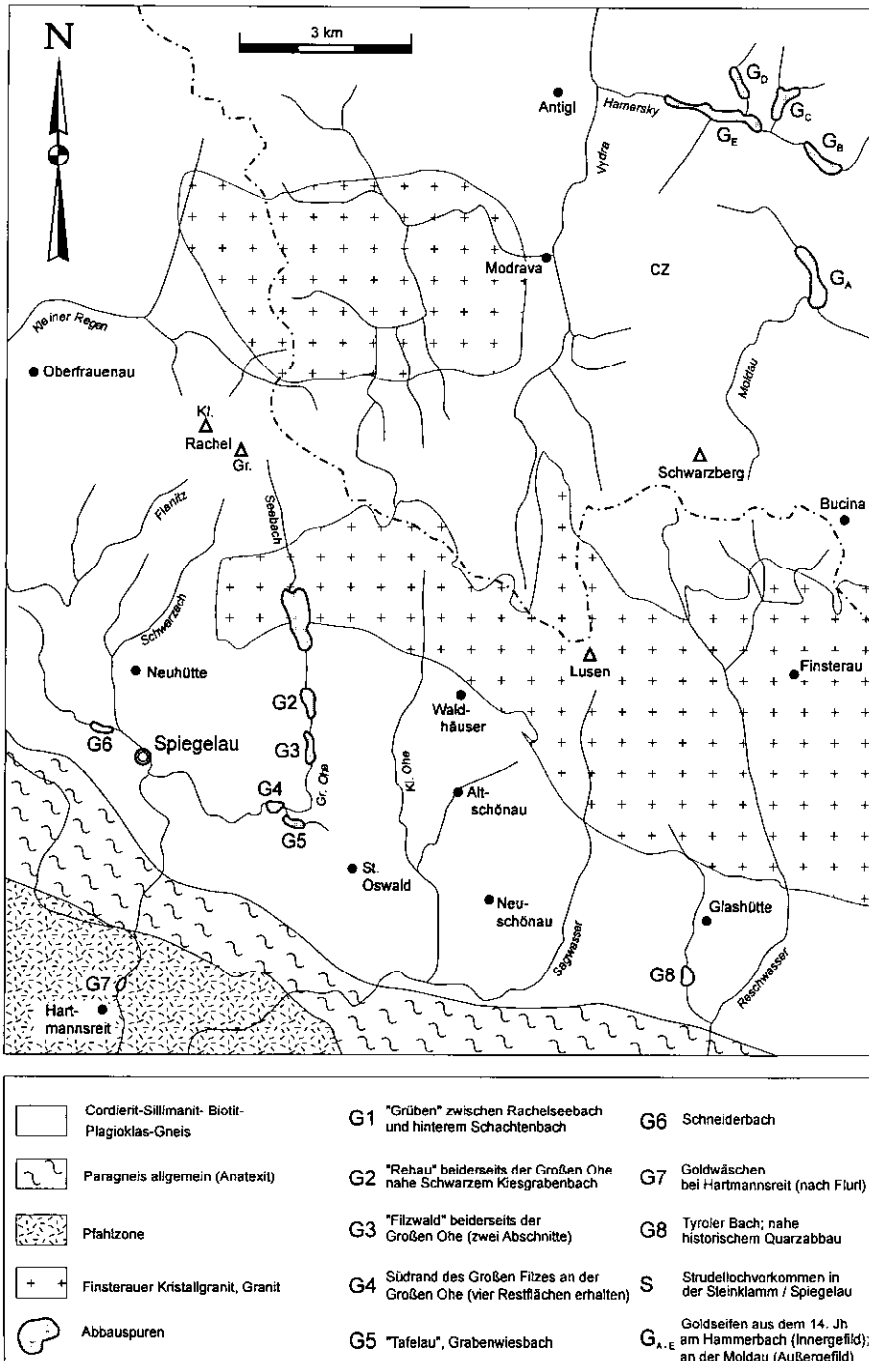 N
3 km
Antigl
Hamersky
G_D
G_C
G_E
G_B
Vydra
Modrava
CZ
G_A
Kleiner Regen
Oberfrauenau
Moldau
Kl.
Rachel
Gr.
Schwarzberg
Flanitz
Seebach
Bucina
Schwarzach
Neuhütte
Lusen
Finsterau
G2
Wald-
häuser
G6
Spiegelau
G3
Gr. Ohe
Kl. Ohe
G4
G5
Alt-
schönau
St.
Oswald
Neu-
schönau
Glashütte
Sagwasser
Reschwasser
G8
G7
Hart-
mannsreit
Cordierit-Sillimanit- Biotit-
Plagioklas-Gneis
Paragneis allgemein (Anatexit)
Pfahlzone
Finsterauer Kristallgranit, Granit
Abbauspuren
G1 "Grüben" zwischen Rachelseebach
und hinterem Schachtenbach
G2 "Rehau" beiderseits der Großen Ohe
nahe Schwarzem Kiesgrabenbach
G3 "Filzwald" beiderseits der
Großen Ohe (zwei Abschnitte)
G4 Südrand des Großen Filzes an der
Großen Ohe (vier Restflächen erhalten)
G5 "Tafelau", Grabenwiesbach
G6 Schneiderbach
G7 Goldwäschen
bei Hartmannsreit (nach Flurl)
G8 Tyroler Bach; nahe
historischem Quarzabbau
S Strudellochvorkommen in
der Steinklamm / Spiegelau
G_A-E Goldseifen aus dem 14. Jh
am Hammerbach (Innergefild);
an der Moldau (Außergefild)